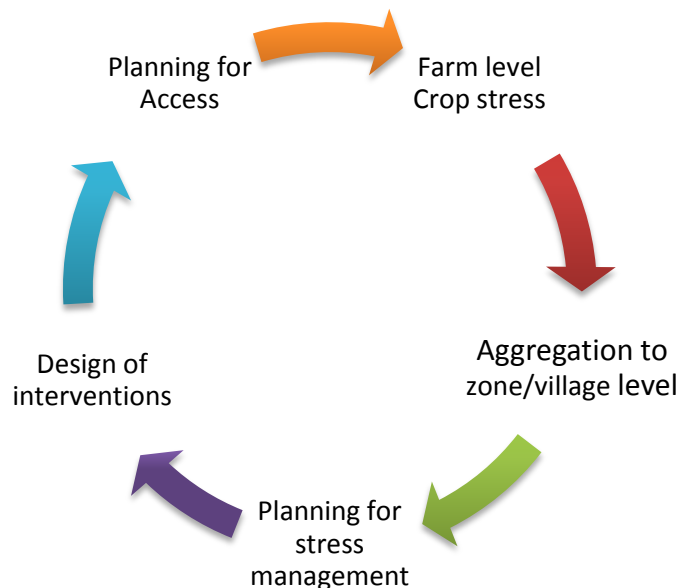 Planning for
Access
Farm level
Crop stress
Aggregation to
zone/village level
Planning for
stress
management
Design of
interventions